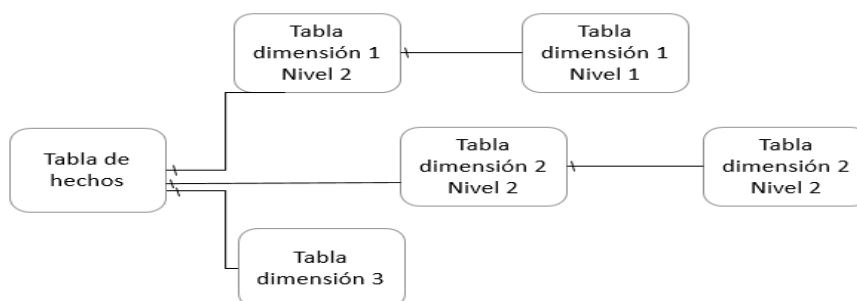 Tabla
dimensión 1
Nivel 2
Tabla
dimensión 1
Nivel 1
Tabla de
hechos
Tabla
dimensión 2
Nivel 2
Tabla
dimensión 2
Nivel 2
Tabla
dimensión 3